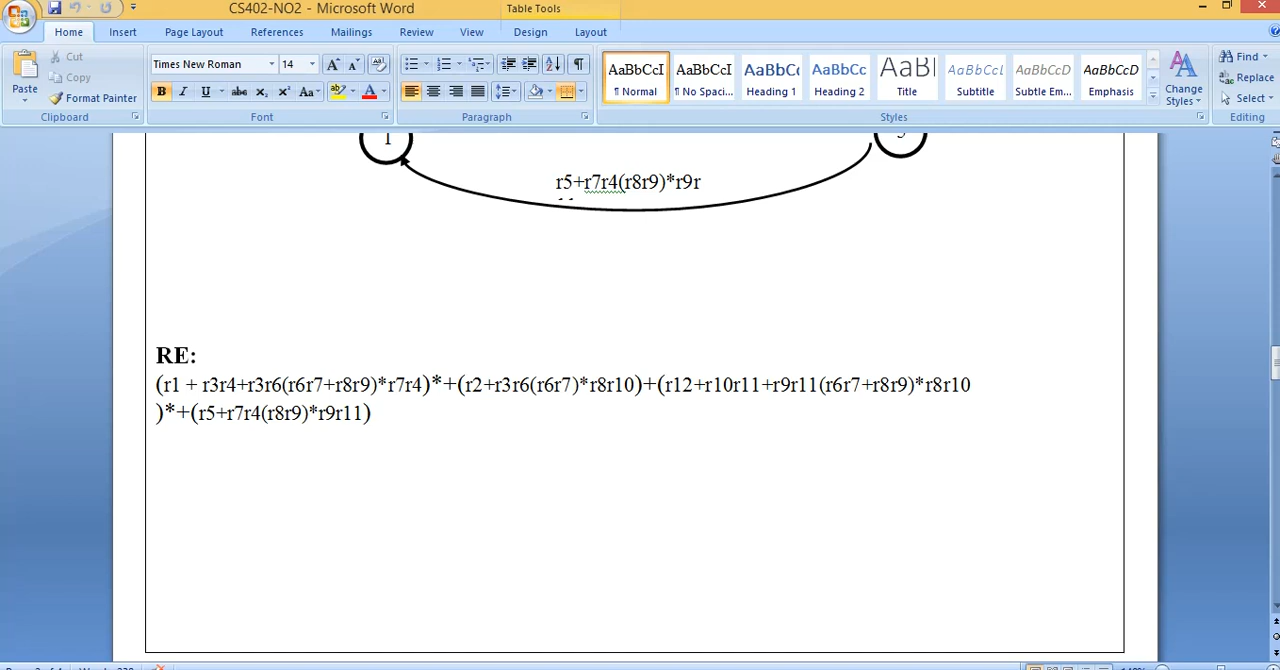 CS402-NO2 - Microsoft Word
Table Tools
Home Insert Page Layout References Mailings Review View Design Layout
Paste
Cut
Copy
Format Painter
Clipboard
Times New Roman 14
Font
Paragraph
AaBbCcI AaBbCcI AaBbC( AaBbCc AaB AaBbCcL AaBbCcD AaBbCcD
¶ Normal ¶ No Spaci... Heading 1 Heading 2 Title Subtitle Subtle Em... Emphasis
Styles
Change Styles
Find
Replace
Select
Editing
1
r5+r7r4(r8r9)*r9r
RE:
(r1 + r3r4+r3r6(r6r7+r8r9)*r7r4)*+(r2+r3r6(r6r7)*r8r10)+(r12+r10r11+r9r11(r6r7+r8r9)*r8r10
)*+(r5+r7r4(r8r9)*r9r11)